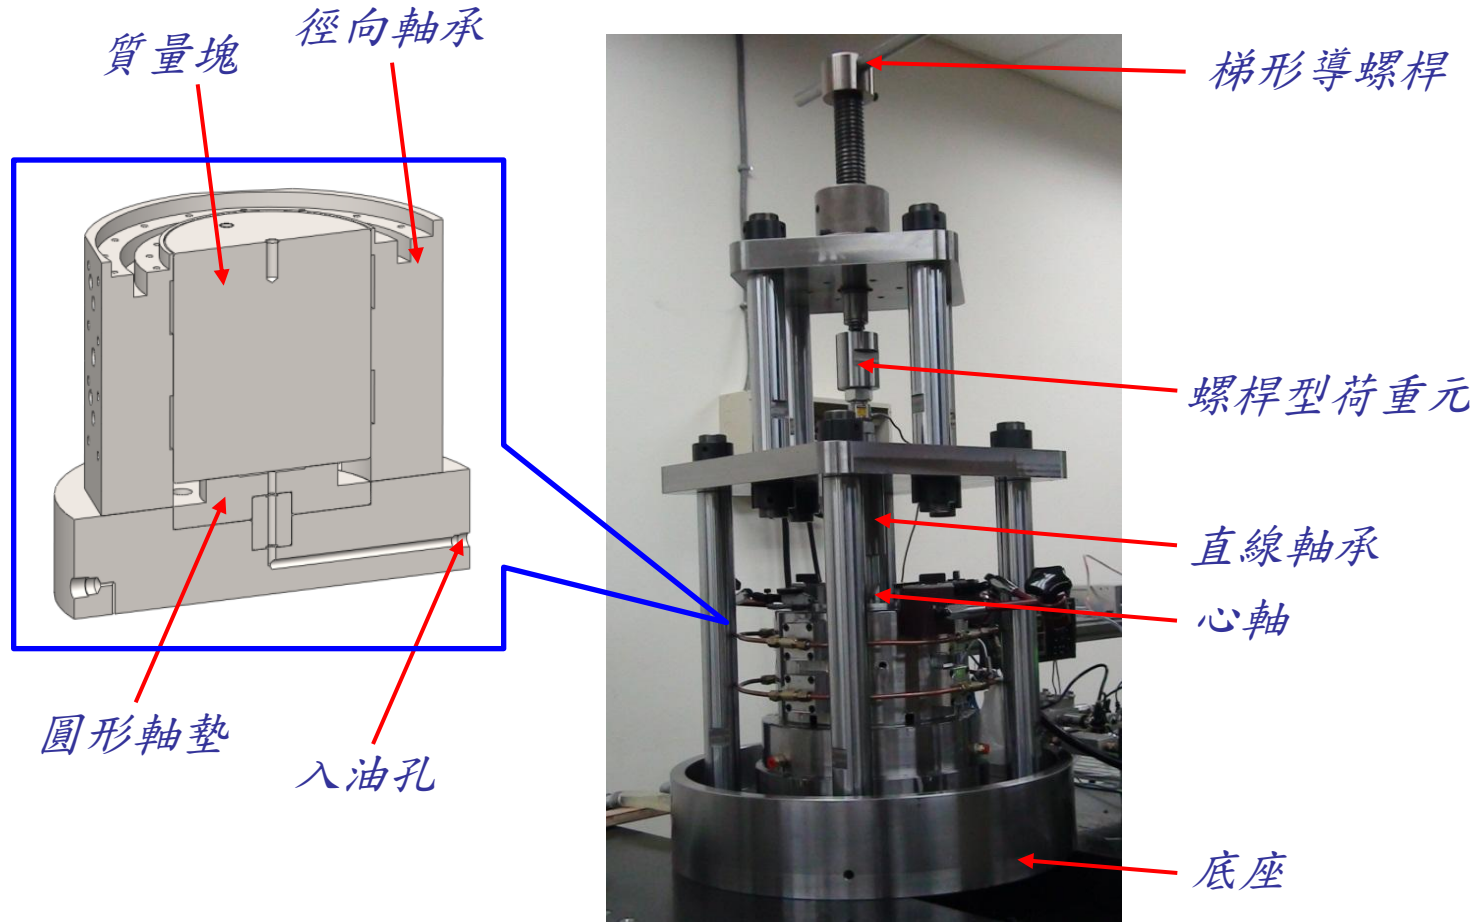 質量塊
徑向軸承
梯形導螺桿
螺桿型荷重元
直線軸承
心軸
圓形軸墊
入油孔
底座